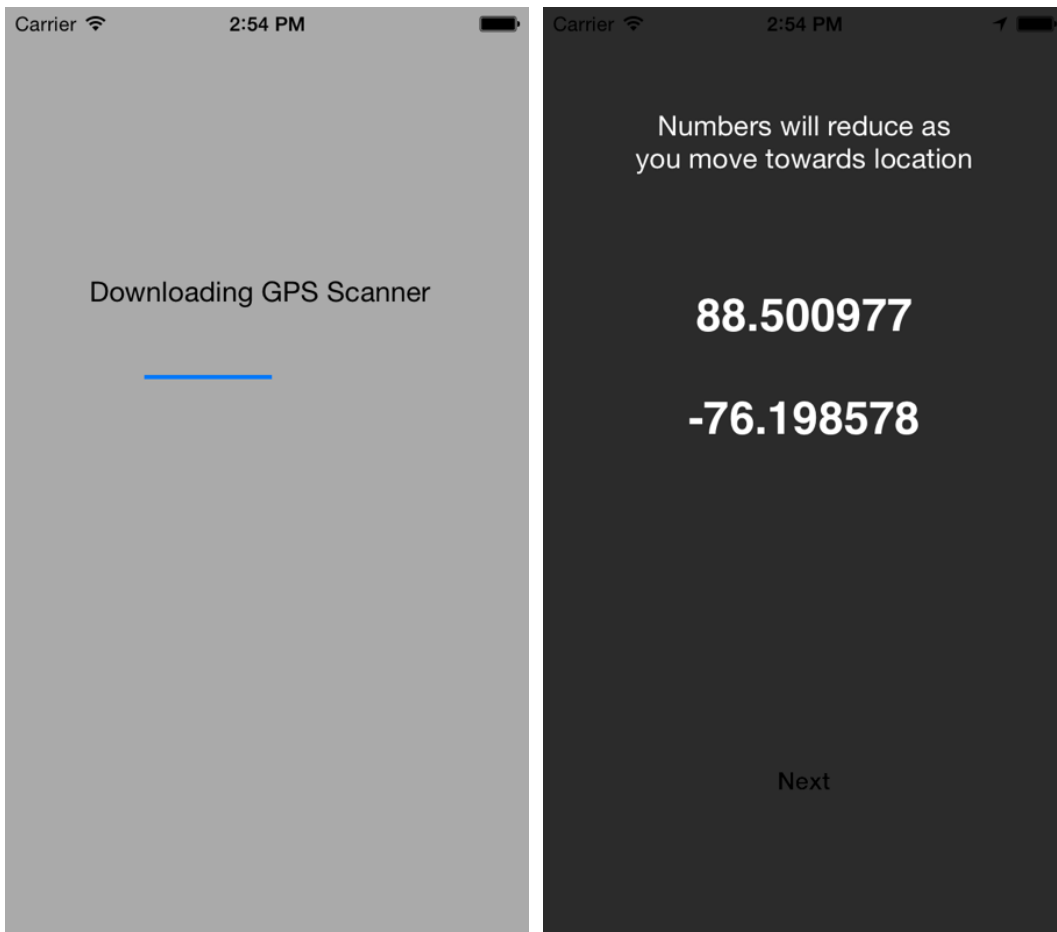 Carrier 2:54 PM
Downloading GPS Scanner
Carrier 2:54 PM
Numbers will reduce as
you move towards location
88.500977
-76.198578
Next